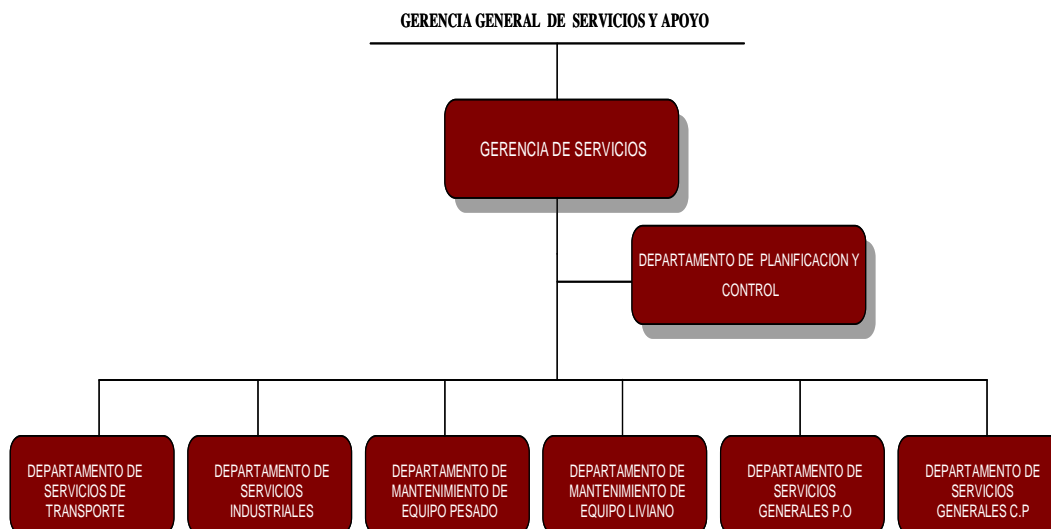 GERENCIA GENERAL DE SERVICIOS Y APOYO
GERENCIA DE SERVICIOS
DEPARTAMENTO DE PLANIFICACION Y
CONTROL
DEPARTAMENTO DE
SERVICIOS DE
TRANSPORTE
DEPARTAMENTO DE
SERVICIOS
INDUSTRIALES
DEPARTAMENTO DE
MANTENIMIENTO DE
EQUIPO PESADO
DEPARTAMENTO DE
MANTENIMIENTO DE
EQUIPO LIVIANO
DEPARTAMENTO DE
SERVICIOS
GENERALES P.O
DEPARTAMENTO DE
SERVICIOS
GENERALES C.P